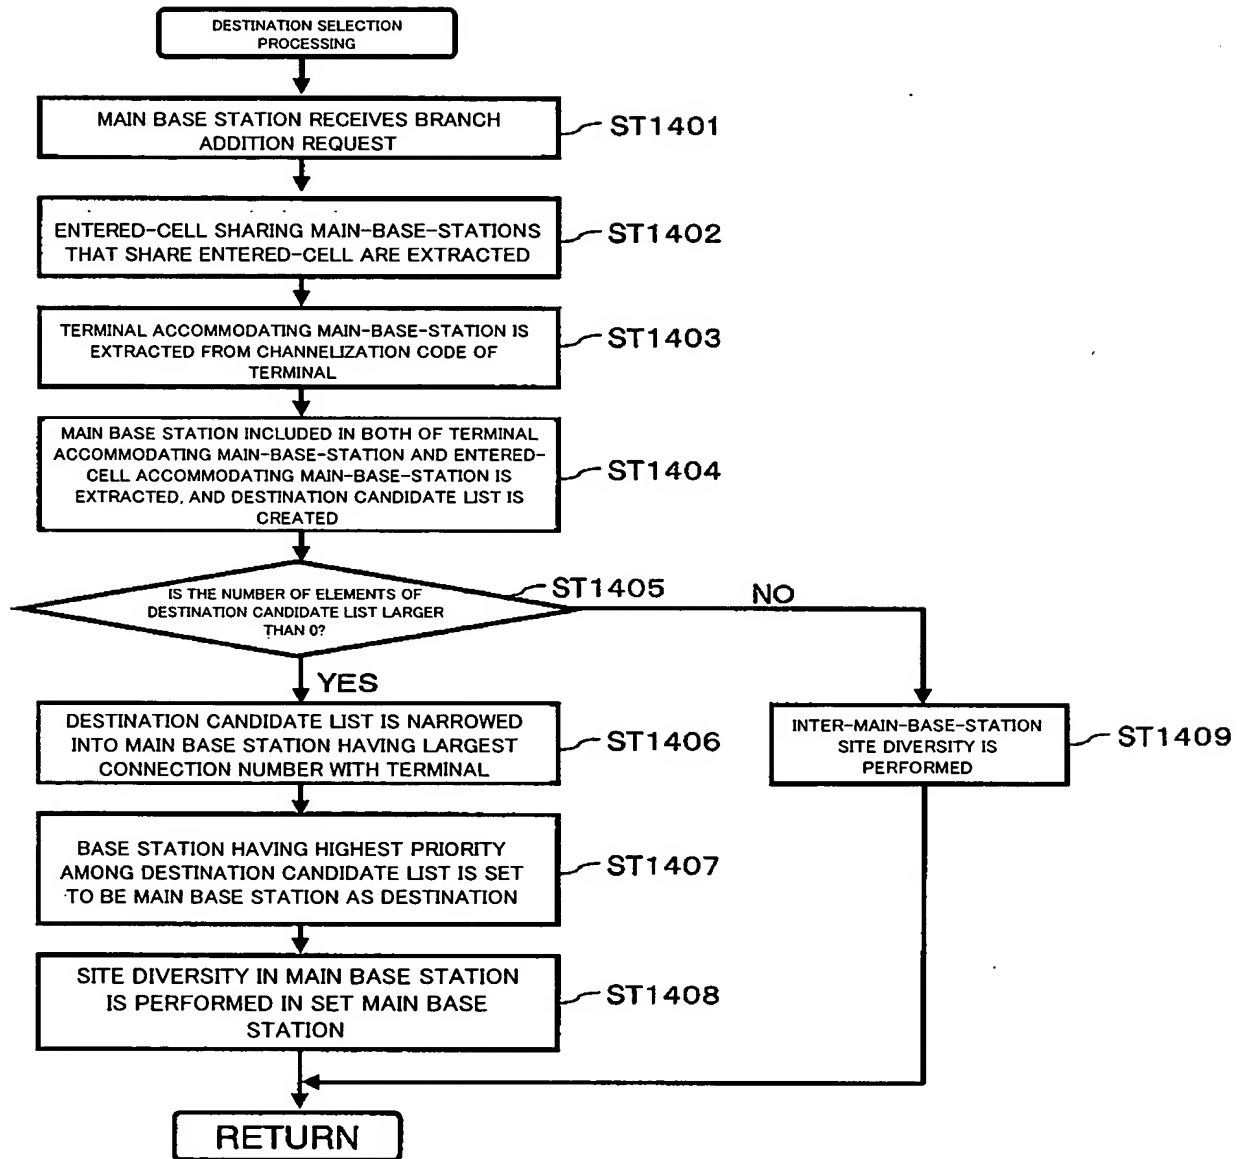 DESTINATION SELECTION
PROCESSING
MAIN BASE STATION RECEIVES BRANCH
ADDITION REQUEST
ST1401
ENTERED-CELL SHARING MAIN-BASE-STATIONS
THAT SHARE ENTERED-CELL ARE EXTRACTED
ST1402
TERMINAL ACCOMMODATING MAIN-BASE-STATION IS
EXTRACTED FROM CHANNELIZATION CODE OF
TERMINAL
ST1403
MAIN BASE STATION INCLUDED IN BOTH OF TERMINAL
ACCOMMODATING MAIN-BASE-STATION AND ENTERED-
CELL ACCOMMODATING MAIN-BASE-STATION IS
EXTRACTED, AND DESTINATION CANDIDATE LIST IS
CREATED
ST1404
IS THE NUMBER OF ELEMENTS OF
DESTINATION CANDIDATE LIST LARGER
THAN 0?
ST1405
NO
YES
DESTINATION CANDIDATE LIST IS NARROWED
INTO MAIN BASE STATION HAVING LARGEST
CONNECTION NUMBER WITH TERMINAL
ST1406
INTER-MAIN-BASE-STATION
SITE DIVERSITY IS
PERFORMED
ST1409
BASE STATION HAVING HIGHEST PRIORITY
AMONG DESTINATION CANDIDATE LIST IS SET
TO BE MAIN BASE STATION AS DESTINATION
ST1407
SITE DIVERSITY IN MAIN BASE STATION
IS PERFORMED IN SET MAIN BASE
STATION
ST1408
RETURN